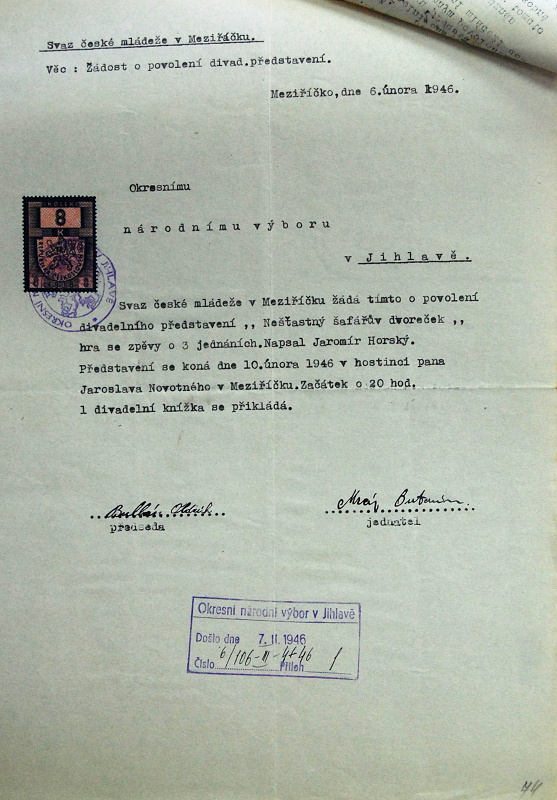 Svaz české mládeže v Meziříčku.
Věc : Žádost o povolení divad.představení.
Meziříčko,dne 6.února 1946.
Okresnímu
národnímu výboru
v Jihlavě.
KOLEK
8
K
Svaz české mládeže v Meziříčku žádá tímto o povolení
divadelního představení ,, Nešťastný šafářův dvoreček ,,
hra se zpěvy o 3 jednáních.Napsal Jaromír Horský.
Představení se koná dne 10.února 1946 v hostinci pana
Jaroslava Novotného v Meziříčku.Začátek o 20 hod.
1 divadelní knížka se přikládá.
předseda
jednatel
Okresní národní výbor v Jihlavě
Došlo dne 7. II. 1946
Číslo 6/106-II-4+46 Příloh 1
44